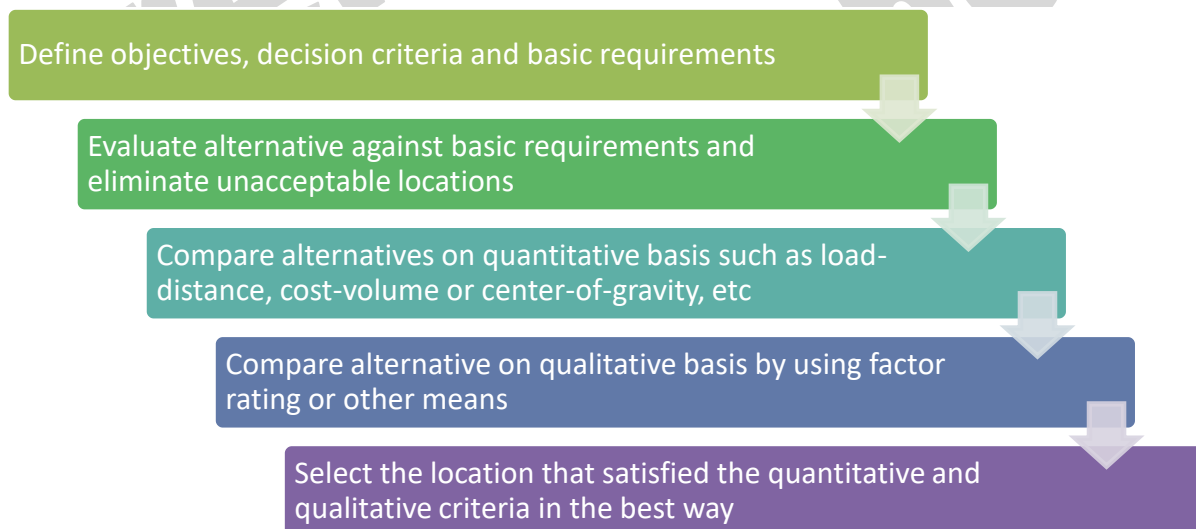 Define objectives, decision criteria and basic requirements
Evaluate alternative against basic requirements and
eliminate unacceptable locations
Compare alternatives on quantitative basis such as load-
distance, cost-volume or center-of-gravity, etc
Compare alternative on qualitative basis by using factor
rating or other means
Select the location that satisfied the quantitative and
qualitative criteria in the best way